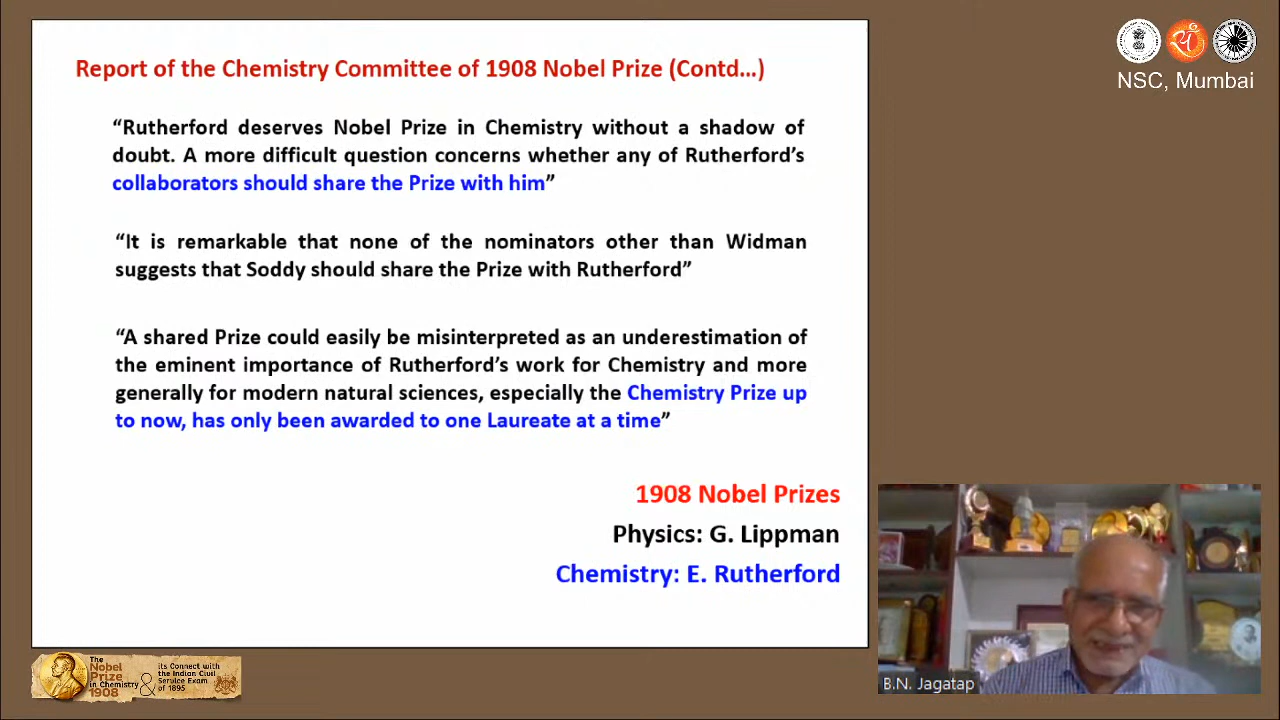 Report of the Chemistry Committee of 1908 Nobel Prize (Contd…)
“Rutherford deserves Nobel Prize in Chemistry without a shadow of
doubt. A more difficult question concerns whether any of Rutherford’s
collaborators should share the Prize with him”
“It is remarkable that none of the nominators other than Widman
suggests that Soddy should share the Prize with Rutherford”
“A shared Prize could easily be misinterpreted as an underestimation of
the eminent importance of Rutherford’s work for Chemistry and more
generally for modern natural sciences, especially the Chemistry Prize up
to now, has only been awarded to one Laureate at a time”
1908 Nobel Prizes
Physics: G. Lippman
Chemistry: E. Rutherford
सं
NSC, Mumbai
The
Nobel
Prize
in Chemistry
1908
&
its Connect with
the Indian Civil
Service Exam
of 1895
B.N. Jagatap